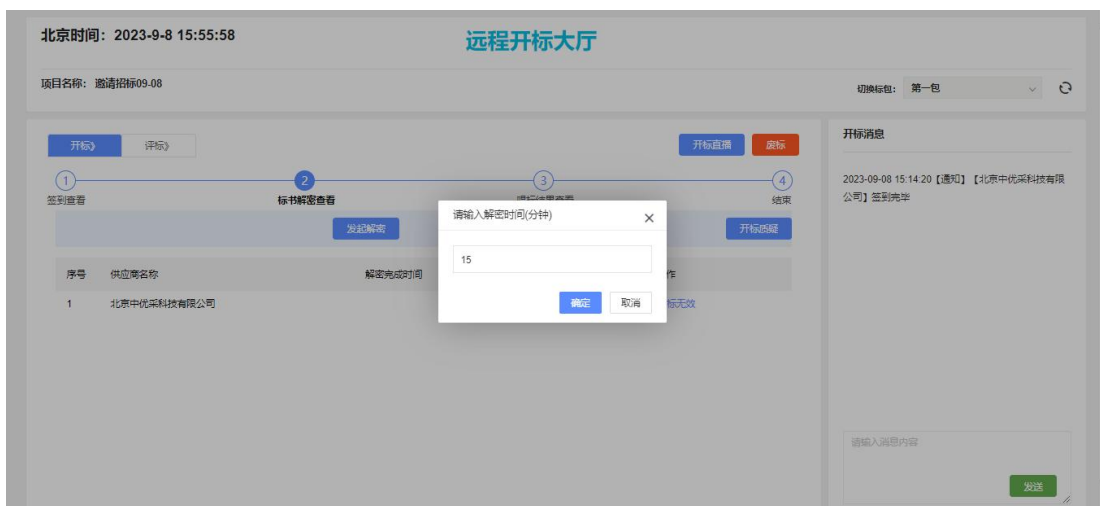 北京时间：2023-9-8 15:55:58
远程开标大厅
项目名称： 邀请招标09-08
切换标包： 第一包
开标》 评标》
开标直播 废标
1 2 3 4
签到查看 标书解密查看 结束
发起解密 开标质疑
请输入解密时间(分钟)
15
确定 取消
序号 供应商名称 解密完成时间 作
1 北京中优采科技有限公司 标无效
开标消息
2023-09-08 15:14:20【通知】【北京中优采科技有限
公司】签到完毕
请输入消息内容
发送